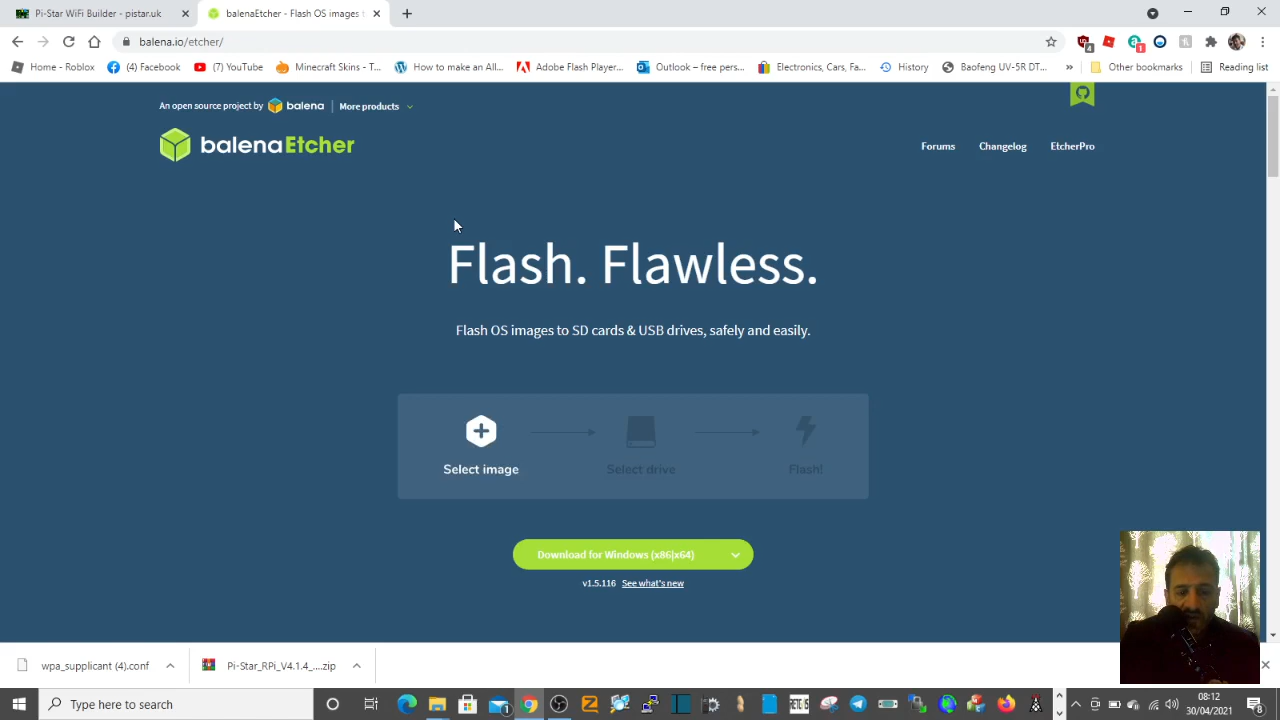 Pi-Star WiFi Builder - pistar.uk
balenaEtcher - Flash OS images t
balena.io/etcher/
4
1
Home - Roblox
(4) Facebook
(7) YouTube
Minecraft Skins - T...
How to make an All...
Adobe Flash Player...
Outlook – free pers...
Electronics, Cars, Fa...
History
Baofeng UV-5R DT...
»
Other bookmarks
Reading list
An open source project by balena
More products
balenaEtcher
Forums
Changelog
EtcherPro
Flash. Flawless.
Flash OS images to SD cards & USB drives, safely and easily.
Select image
Select drive
Flash!
Download for Windows (x86|x64)
v1.5.116 See what's new
wpa_supplicant (4).conf
Pi-Star_RPi_V4.1.4_....zip
Type here to search
08:12
30/04/2021